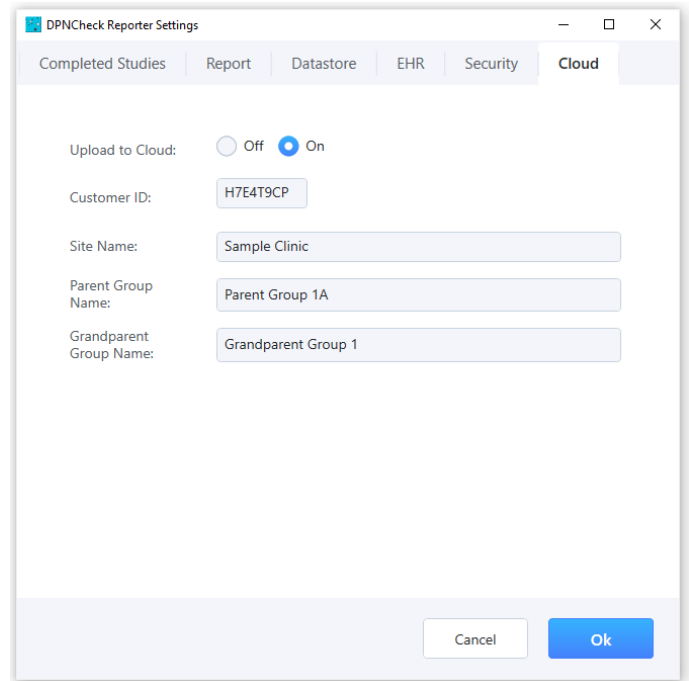 DPNCheck Reporter Settings
Completed Studies Report Datastore EHR Security Cloud
Upload to Cloud: Off On
Customer ID: H7E4T9CP
Site Name: Sample Clinic
Parent Group
Name: Parent Group 1A
Grandparent
Group Name: Grandparent Group 1
Cancel Ok